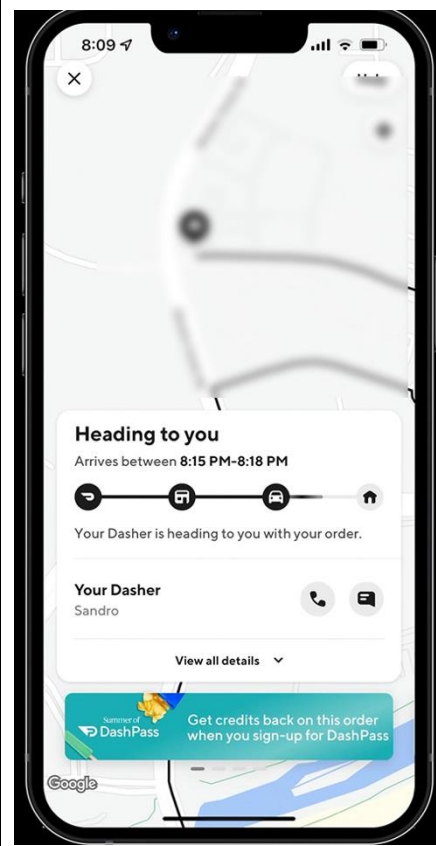 8:09
Heading to you
Arrives between 8:15 PM-8:18 PM
Your Dasher is heading to you with your order.
Your Dasher
Sandro
View all details
Summer of
DashPass
Get credits back on this order
when you sign-up for DashPass
Google